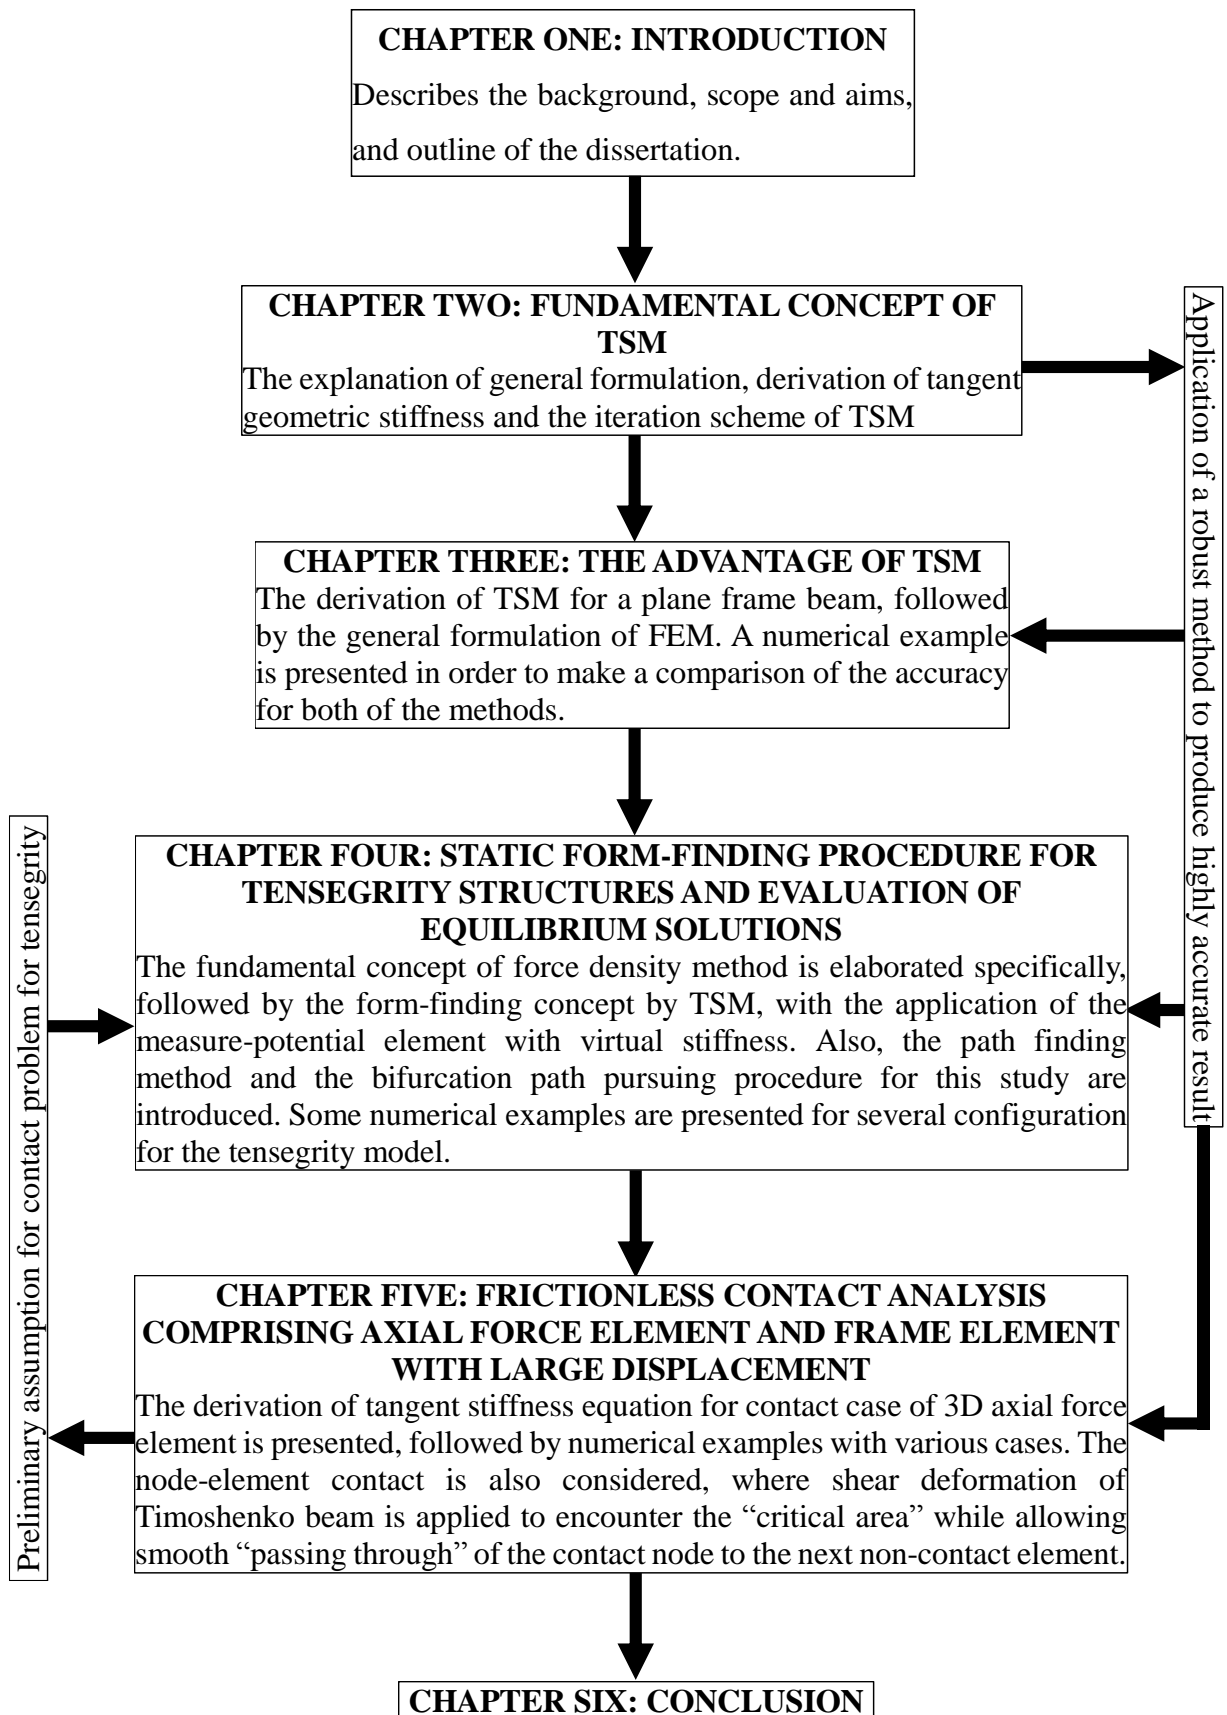 CHAPTER ONE: INTRODUCTION
Describes the background, scope and aims,
and outline of the dissertation.
CHAPTER TWO: FUNDAMENTAL CONCEPT OF
TSM
The explanation of general formulation, derivation of tangent
geometric stiffness and the iteration scheme of TSM
Application of a robust method to produce highly accurate result
CHAPTER THREE: THE ADVANTAGE OF TSM
The derivation of TSM for a plane frame beam, followed
by the general formulation of FEM. A numerical example
is presented in order to make a comparison of the accuracy
for both of the methods.
Preliminary assumption for contact problem for tensegrity
CHAPTER FOUR: STATIC FORM-FINDING PROCEDURE FOR
TENSEGRITY STRUCTURES AND EVALUATION OF
EQUILIBRIUM SOLUTIONS
The fundamental concept of force density method is elaborated specifically,
followed by the form-finding concept by TSM, with the application of the
measure-potential element with virtual stiffness. Also, the path finding
method and the bifurcation path pursuing procedure for this study are
introduced. Some numerical examples are presented for several configuration
for the tensegrity model.
CHAPTER FIVE: FRICTIONLESS CONTACT ANALYSIS
COMPRISING AXIAL FORCE ELEMENT AND FRAME ELEMENT
WITH LARGE DISPLACEMENT
The derivation of tangent stiffness equation for contact case of 3D axial force
element is presented, followed by numerical examples with various cases. The
node-element contact is also considered, where shear deformation of
Timoshenko beam is applied to encounter the “critical area” while allowing
smooth “passing through” of the contact node to the next non-contact element.
CHAPTER SIX: CONCLUSION